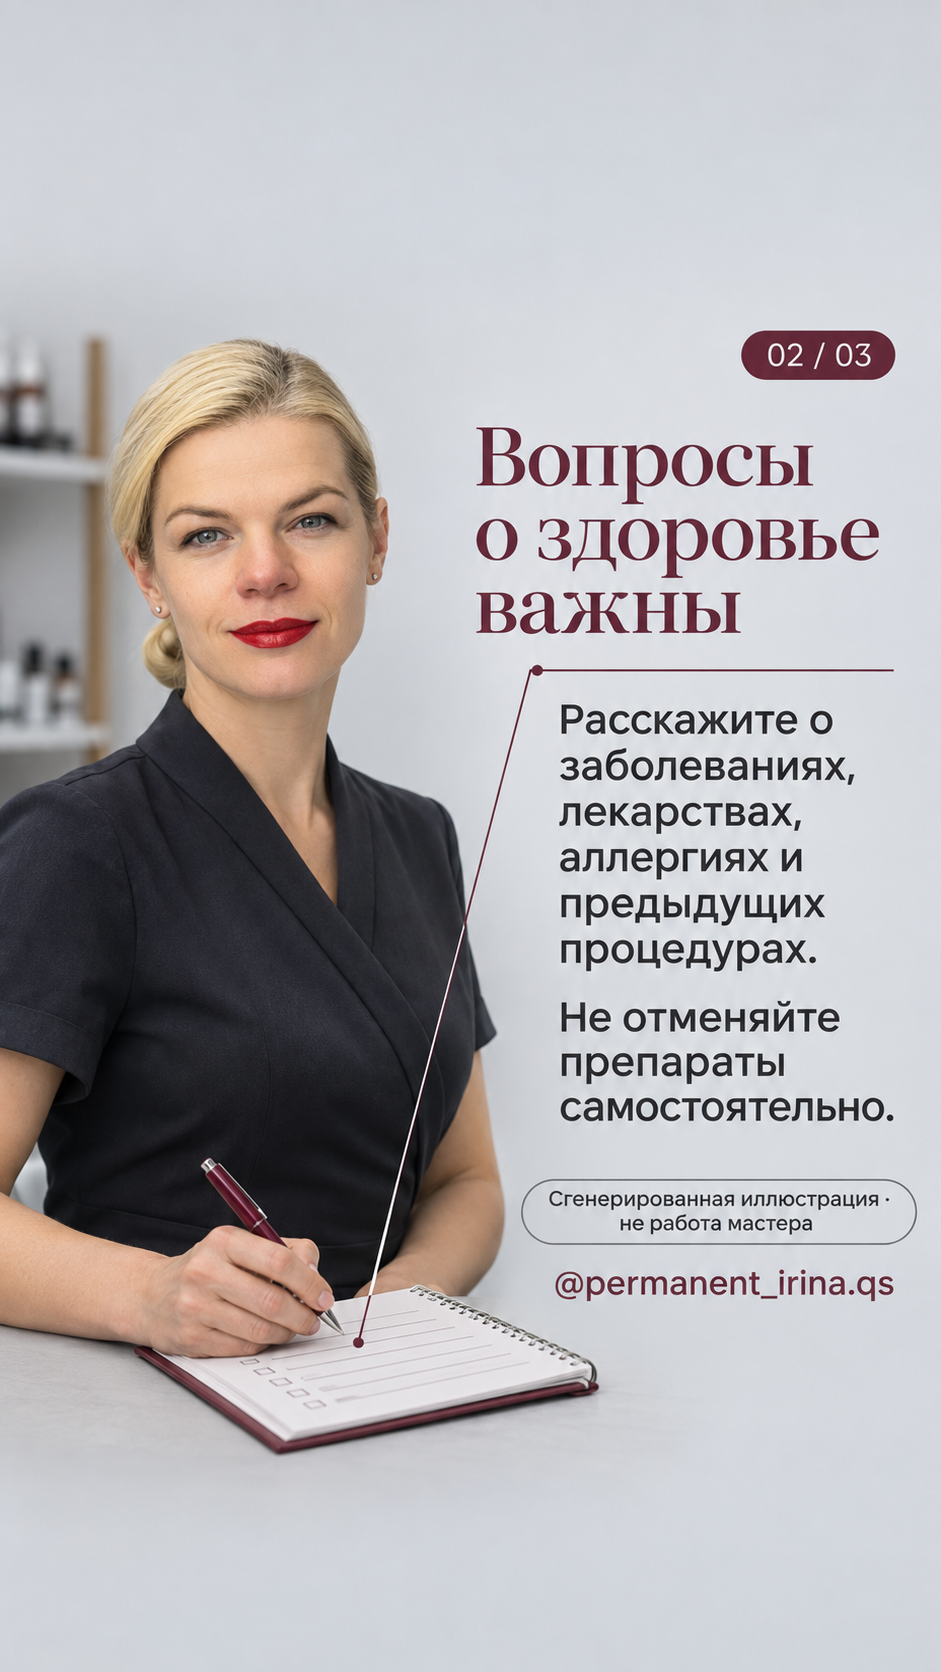 02 / 03
Вопросы
о здоровье
важны
Расскажите о
заболеваниях,
лекарствах,
аллергиях и
предыдущих
процедурах.
Не отменяйте
препараты
самостоятельно.
Сгенерированная иллюстрация ·
не работа мастера
@permanent_irina.qs